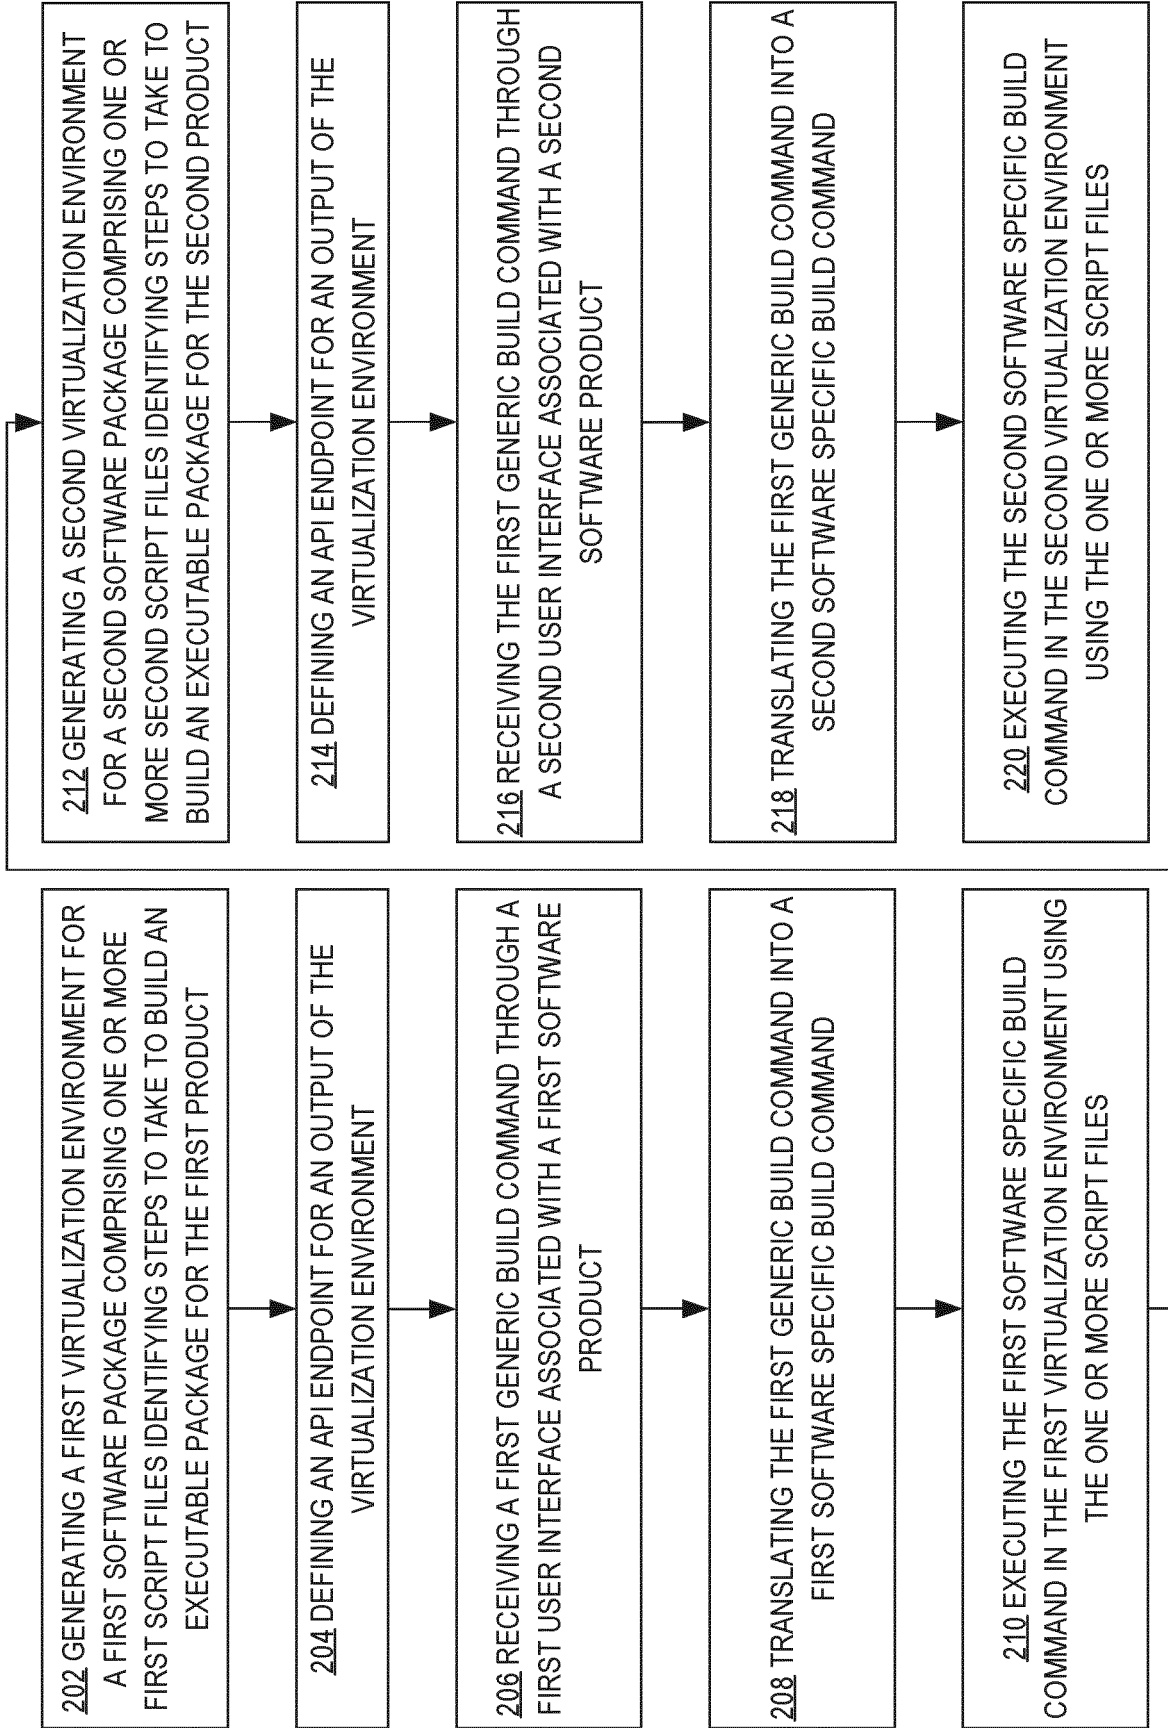 202 GENERATING A FIRST VIRTUALIZATION ENVIRONMENT FOR
A FIRST SOFTWARE PACKAGE COMPRISING ONE OR MORE
FIRST SCRIPT FILES IDENTIFYING STEPS TO TAKE TO BUILD AN
EXECUTABLE PACKAGE FOR THE FIRST PRODUCT
204 DEFINING AN API ENDPOINT FOR AN OUTPUT OF THE
VIRTUALIZATION ENVIRONMENT
206 RECEIVING A FIRST GENERIC BUILD COMMAND THROUGH A
FIRST USER INTERFACE ASSOCIATED WITH A FIRST SOFTWARE
PRODUCT
208 TRANSLATING THE FIRST GENERIC BUILD COMMAND INTO A
FIRST SOFTWARE SPECIFIC BUILD COMMAND
210 EXECUTING THE FIRST SOFTWARE SPECIFIC BUILD
COMMAND IN THE FIRST VIRTUALIZATION ENVIRONMENT USING
THE ONE OR MORE SCRIPT FILES
212 GENERATING A SECOND VIRTUALIZATION ENVIRONMENT
FOR A SECOND SOFTWARE PACKAGE COMPRISING ONE OR
MORE SECOND SCRIPT FILES IDENTIFYING STEPS TO TAKE TO
BUILD AN EXECUTABLE PACKAGE FOR THE SECOND PRODUCT
214 DEFINING AN API ENDPOINT FOR AN OUTPUT OF THE
VIRTUALIZATION ENVIRONMENT
216 RECEIVING THE FIRST GENERIC BUILD COMMAND THROUGH
A SECOND USER INTERFACE ASSOCIATED WITH A SECOND
SOFTWARE PRODUCT
218 TRANSLATING THE FIRST GENERIC BUILD COMMAND INTO A
SECOND SOFTWARE SPECIFIC BUILD COMMAND
220 EXECUTING THE SECOND SOFTWARE SPECIFIC BUILD
COMMAND IN THE SECOND VIRTUALIZATION ENVIRONMENT
USING THE ONE OR MORE SCRIPT FILES